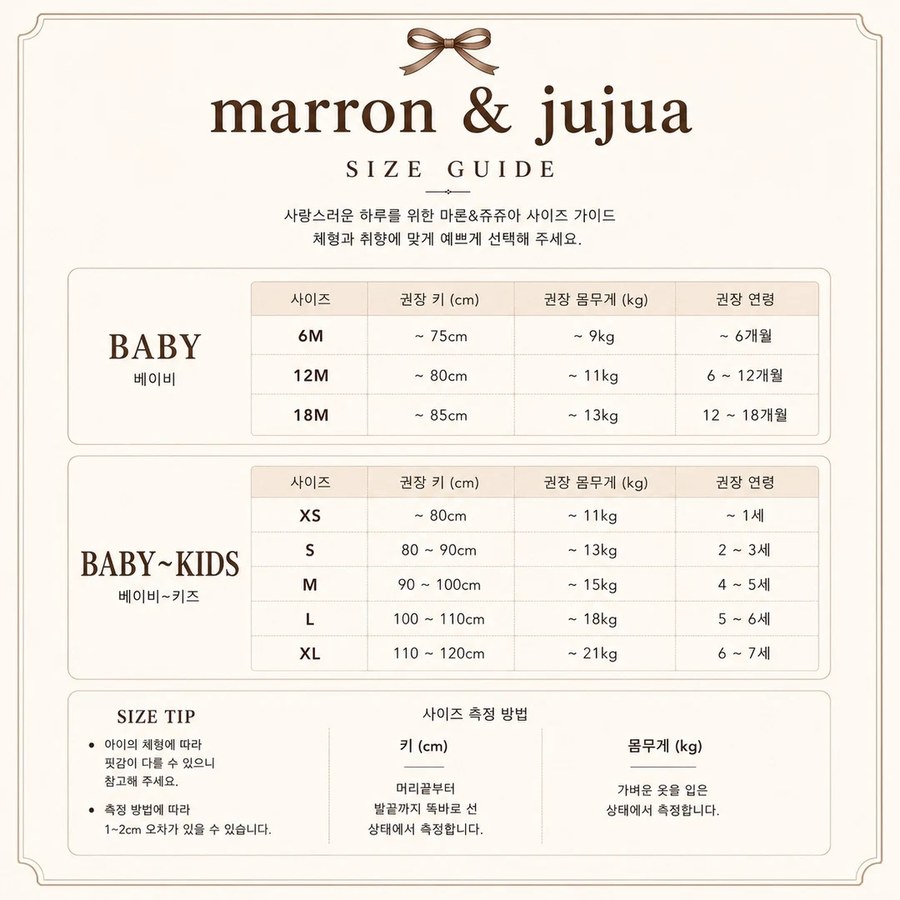 marron & jujua
SIZE GUIDE
사랑스러운 하루를 위한 마론&쥬쥬아 사이즈 가이드
체형과 취향에 맞게 예쁘게 선택해 주세요.
BABY
베이비
사이즈 권장 키 (cm) 권장 몸무게 (kg) 권장 연령
6M ~ 75cm ~ 9kg ~ 6개월
12M ~ 80cm ~ 11kg 6 ~ 12개월
18M ~ 85cm ~ 13kg 12 ~ 18개월
BABY~KIDS
베이비~키즈
사이즈 권장 키 (cm) 권장 몸무게 (kg) 권장 연령
XS ~ 80cm ~ 11kg ~ 1세
S 80 ~ 90cm ~ 13kg 2 ~ 3세
M 90 ~ 100cm ~ 15kg 4 ~ 5세
L 100 ~ 110cm ~ 18kg 5 ~ 6세
XL 110 ~ 120cm ~ 21kg 6 ~ 7세
SIZE TIP
• 아이의 체형에 따라
핏감이 다를 수 있으니
참고해 주세요.
• 측정 방법에 따라
1~2cm 오차가 있을 수 있습니다.
사이즈 측정 방법
키 (cm)
머리끝부터
발끝까지 똑바로 선
상태에서 측정합니다.
몸무게 (kg)
가벼운 옷을 입은
상태에서 측정합니다.